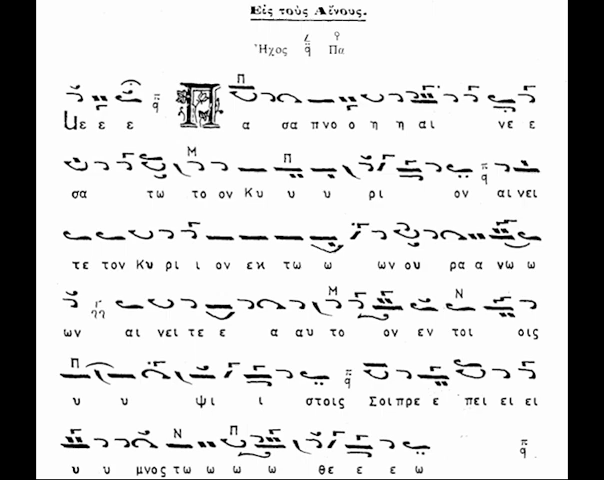 Εἰς τοὺς Αἴνους.
Ἦχος π̈q Πα
Με ε ε Π α σα πνο ο η η αι νε ε
σα τω το ον Κυ υ υ ρι ον αι νει
τε τον Κυ ρι ι ον εκ τω ω ων ου ρα α νω ω
ων αι νει τε ε α αυ το ον εν τοι οις
υ υ ψι ι στοις Σοι πρε ε πει ει ει
υ υ μνος τω ω ω ω θε ε ε ω